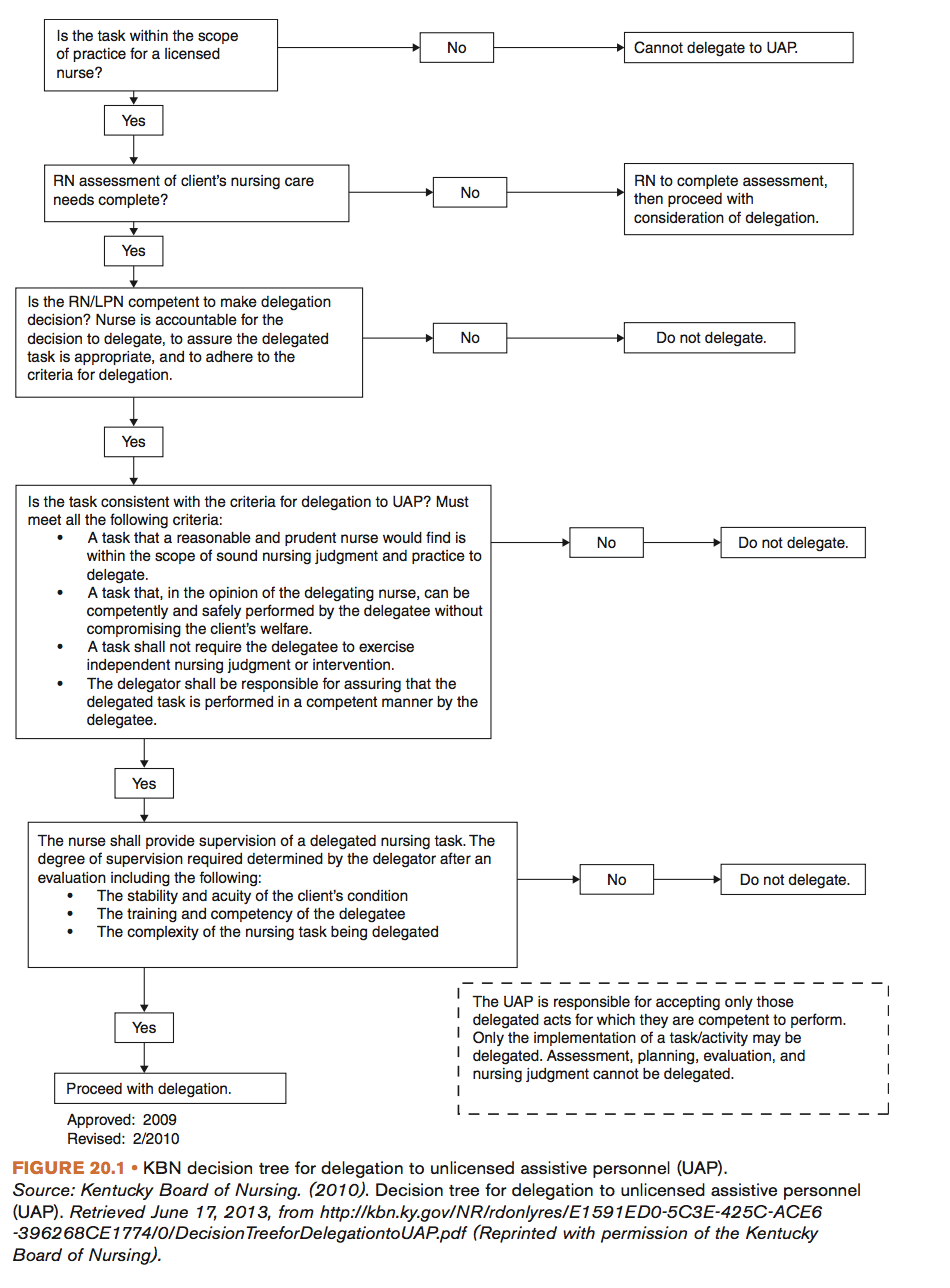 Is the task within the scope
of practice for a licensed
nurse?
No
Cannot delegate to UAP.
Yes
RN assessment of client's nursing care
needs complete?
No
RN to complete assessment,
then proceed with
consideration of delegation.
Yes
Is the RN/LPN competent to make delegation
decision? Nurse is accountable for the
decision to delegate, to assure the delegated
task is appropriate, and to adhere to the
criteria for delegation.
No
Do not delegate.
Yes
Is the task consistent with the criteria for delegation to UAP? Must
meet all the following criteria:
• A task that a reasonable and prudent nurse would find is
within the scope of sound nursing judgment and practice to
delegate.
• A task that, in the opinion of the delegating nurse, can be
competently and safely performed by the delegatee without
compromising the client's welfare.
• A task shall not require the delegatee to exercise
independent nursing judgment or intervention.
• The delegator shall be responsible for assuring that the
delegated task is performed in a competent manner by the
delegatee.
No
Do not delegate.
Yes
The nurse shall provide supervision of a delegated nursing task. The
degree of supervision required determined by the delegator after an
evaluation including the following:
• The stability and acuity of the client's condition
• The training and competency of the delegatee
• The complexity of the nursing task being delegated
No
Do not delegate.
Yes
Proceed with delegation.
The UAP is responsible for accepting only those
delegated acts for which they are competent to perform.
Only the implementation of a task/activity may be
delegated. Assessment, planning, evaluation, and
nursing judgment cannot be delegated.
Approved: 2009
Revised: 2/2010
FIGURE 20.1 • KBN decision tree for delegation to unlicensed assistive personnel (UAP).
Source: Kentucky Board of Nursing. (2010). Decision tree for delegation to unlicensed assistive personnel
(UAP). Retrieved June 17, 2013, from http://kbn.ky.gov/NR/rdonlyres/E1591ED0-5C3E-425C-ACE6
-396268CE1774/0/DecisionTreeforDelegationtoUAP.pdf (Reprinted with permission of the Kentucky
Board of Nursing).